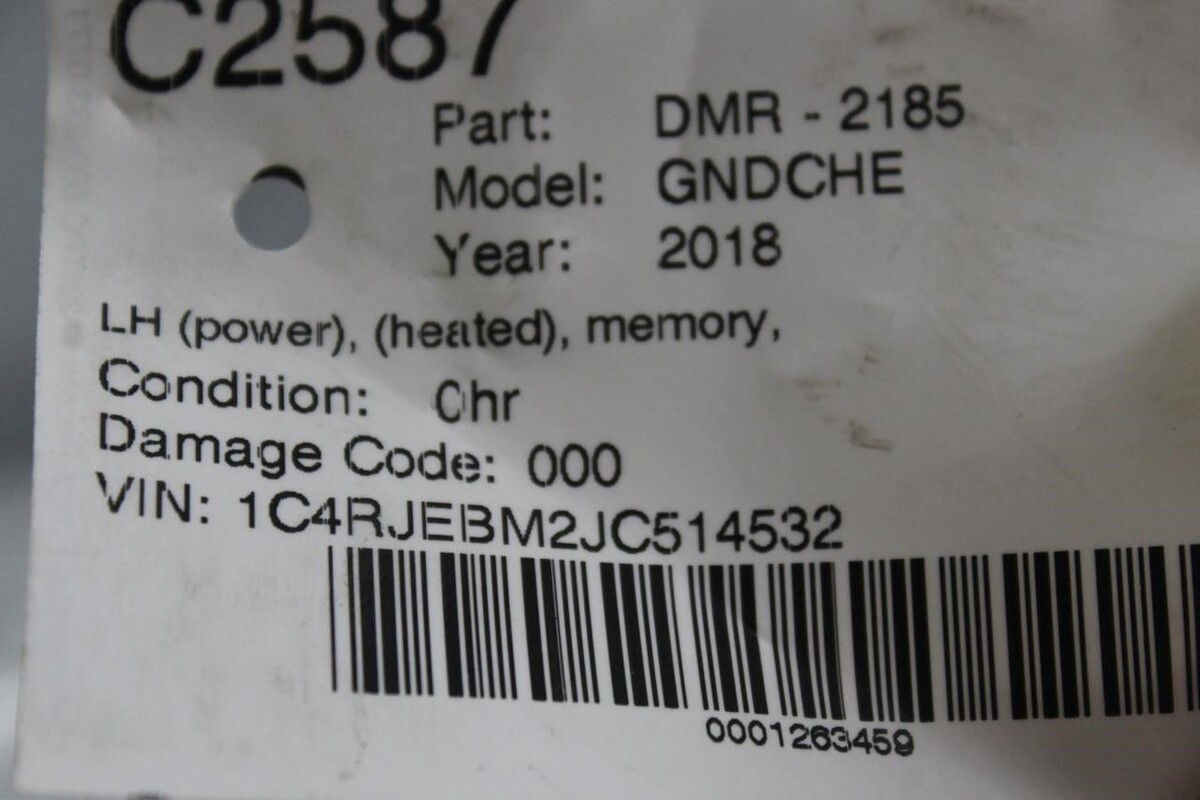 C2587
Part: DMR - 2185
Model: GNDCHE
Year: 2018
LH (power), (heated), memory,
Condition: Chr
Damage Code: 000
VIN: 1C4RJEBM2JC514532
0001263459